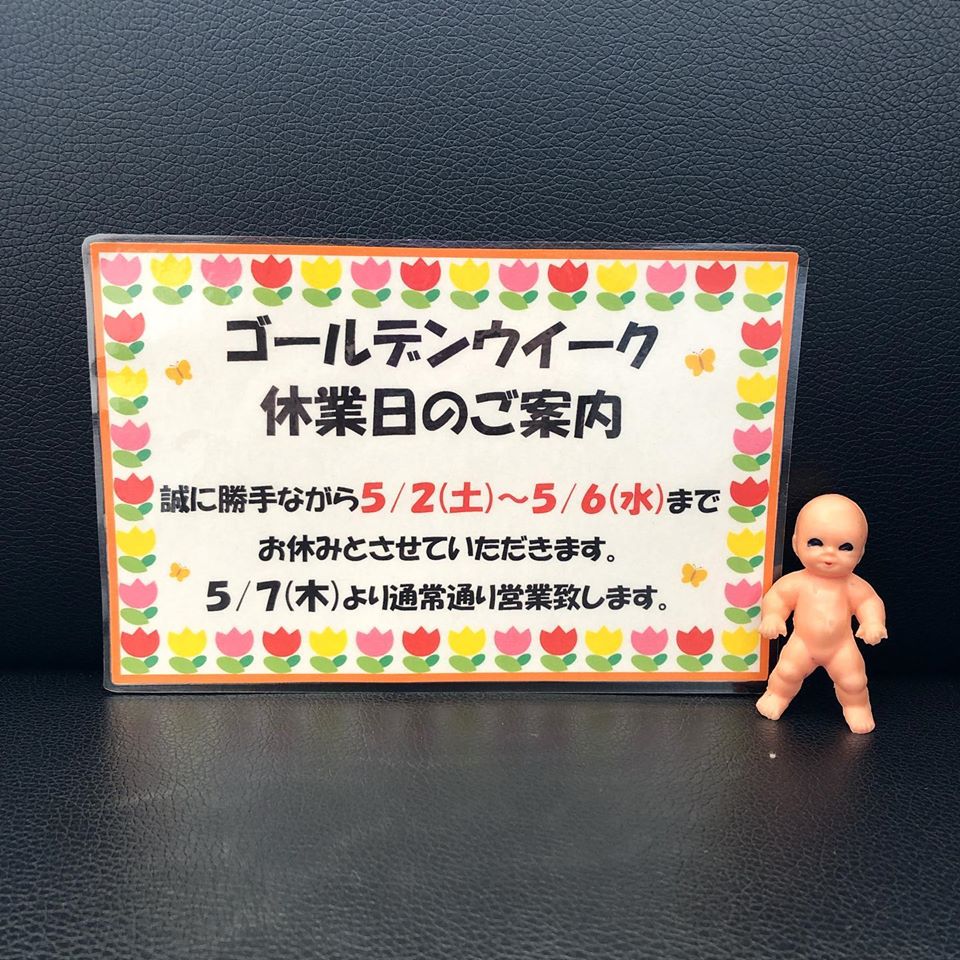 ゴールデンウイーク
休業日のご案内
誠に勝手ながら5/2(土)～5/6(水)まで
お休みとさせていただきます。
5/7(木)より通常通り営業致します。